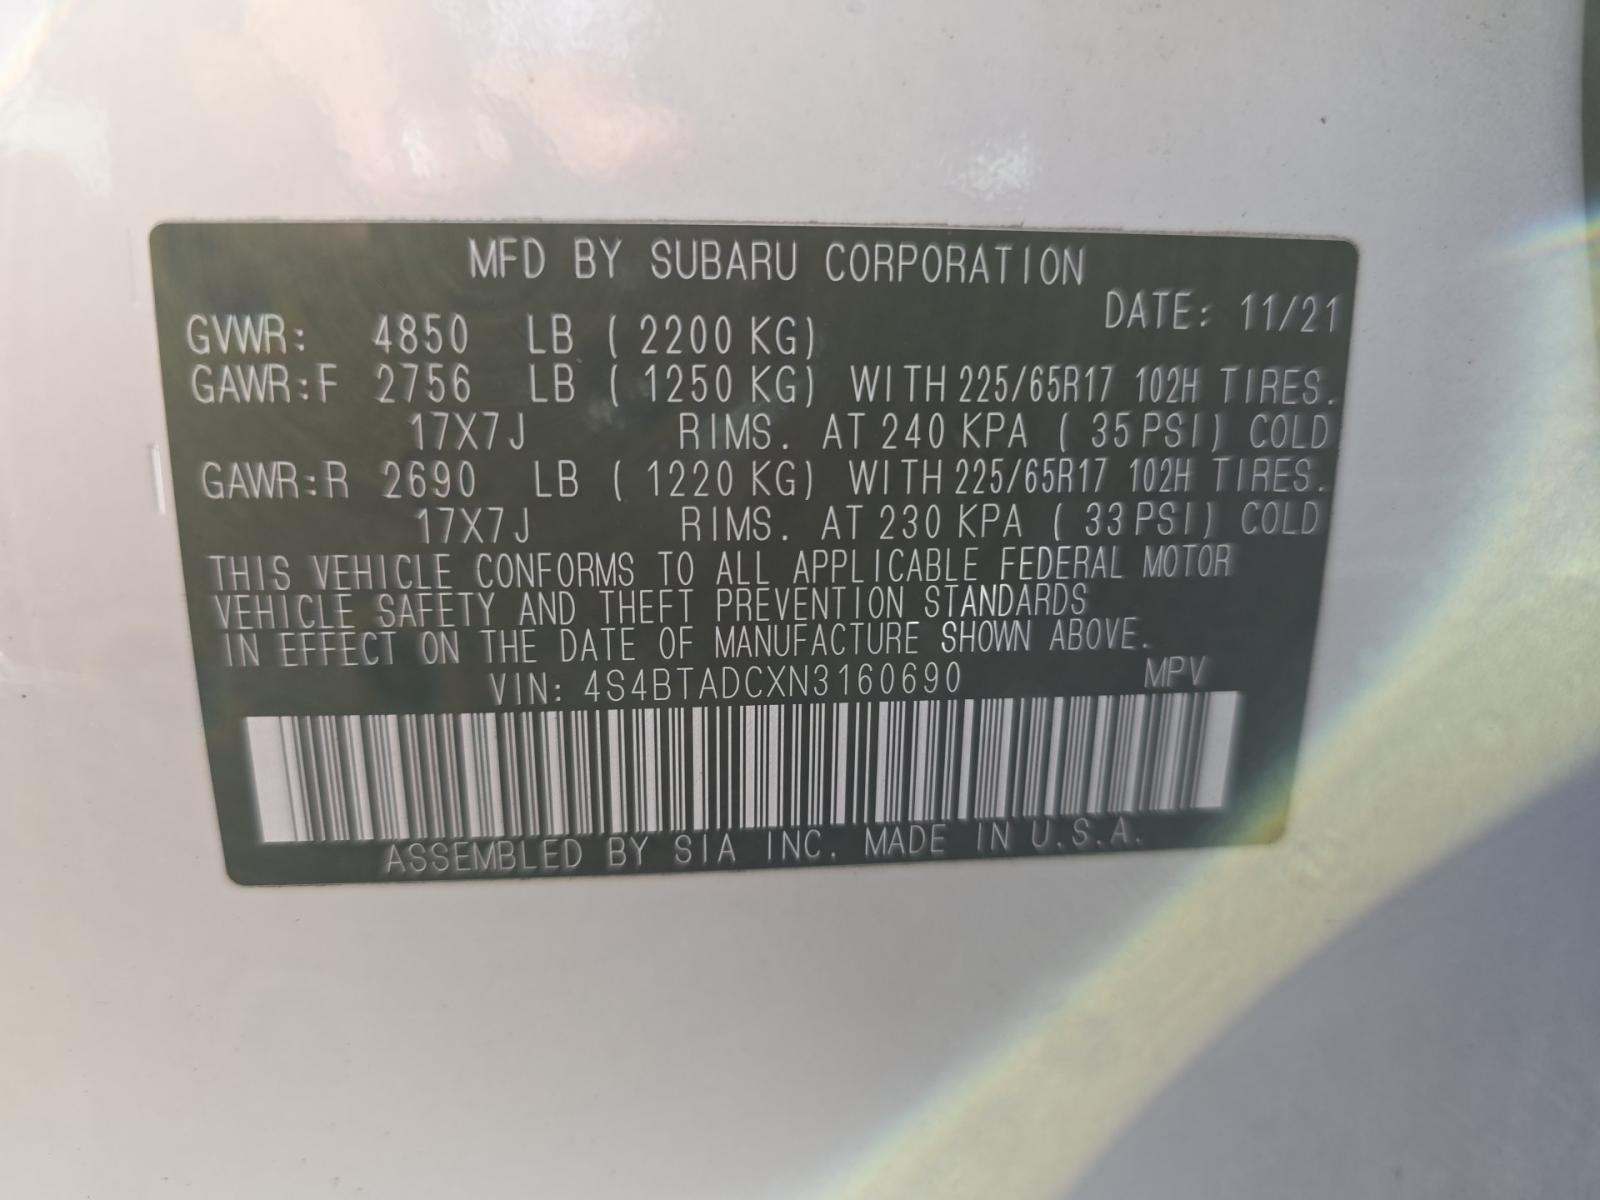 MFD BY SUBARU CORPORATION
DATE: 11/21
GVWR: 4850 LB ( 2200 KG)
GAWR:F 2756 LB ( 1250 KG) WITH 225/65R17 102H TIRES.
17X7J RIMS. AT 240 KPA ( 35 PSI) COLD
GAWR:R 2690 LB ( 1220 KG) WITH 225/65R17 102H TIRES.
17X7J RIMS. AT 230 KPA ( 33 PSI) COLD
THIS VEHICLE CONFORMS TO ALL APPLICABLE FEDERAL MOTOR
VEHICLE SAFETY AND THEFT PREVENTION STANDARDS
IN EFFECT ON THE DATE OF MANUFACTURE SHOWN ABOVE.
VIN: 4S4BTADCXN3160690 MPV
ASSEMBLED BY SIA INC. MADE IN U.S.A.